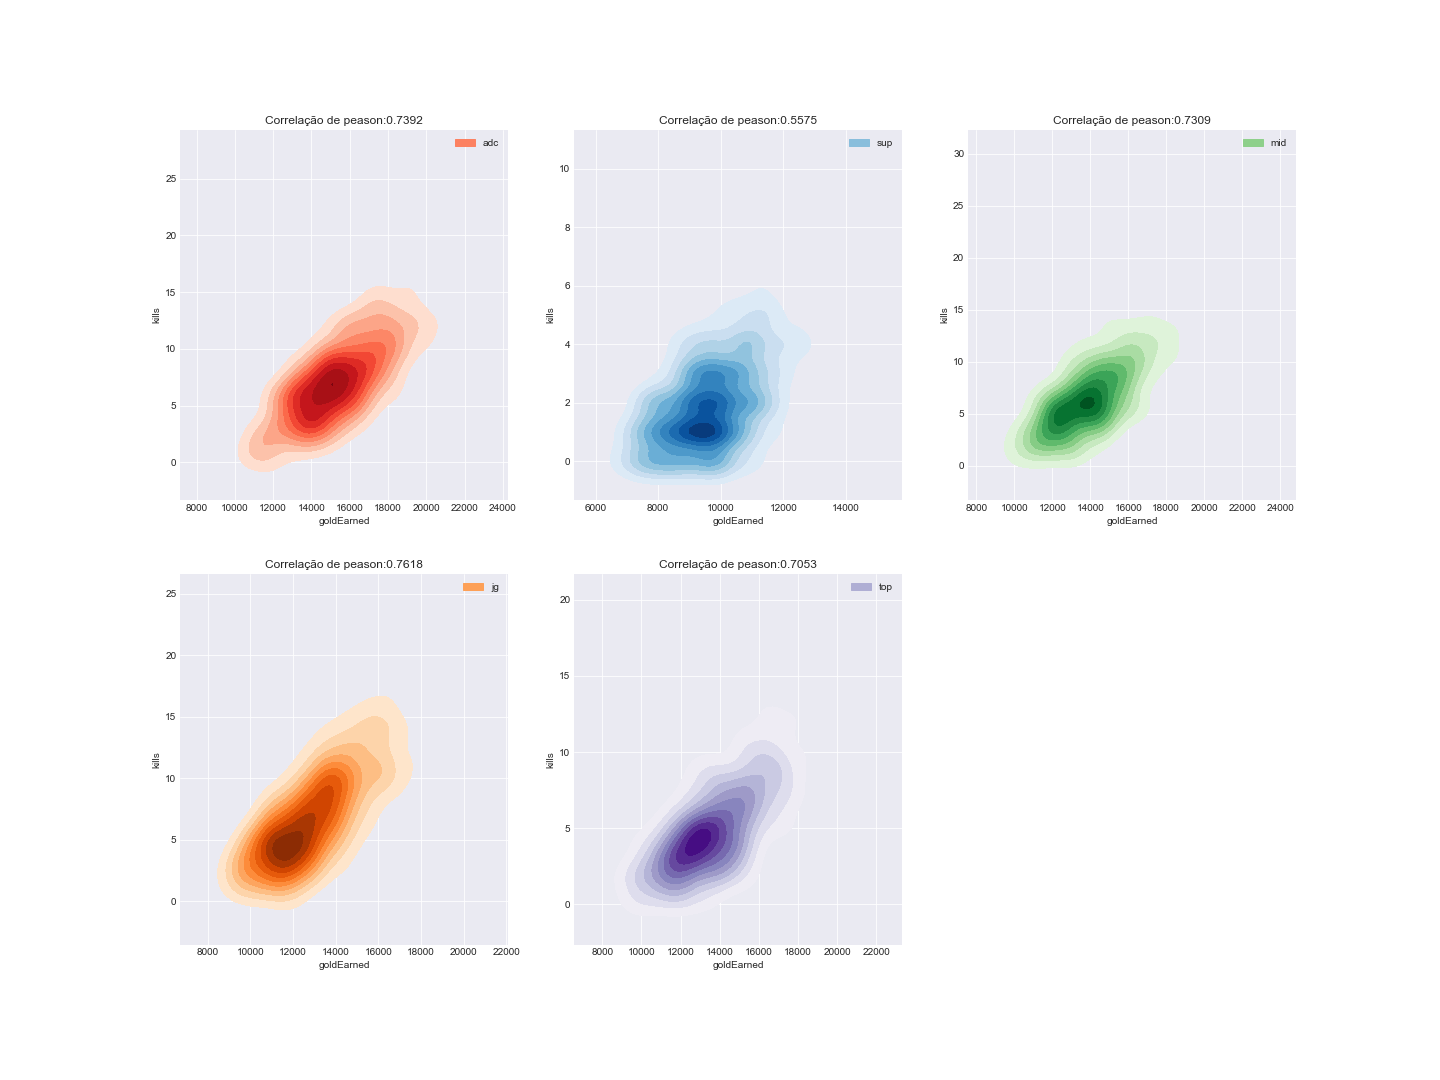 Correlação de peason:0.7392
adc
25
20
15
10
5
0
kills
8000 10000 12000 14000 16000 18000 20000 22000 24000
goldEarned
Correlação de peason:0.5575
sup
10
8
6
4
2
0
kills
6000 8000 10000 12000 14000
goldEarned
Correlação de peason:0.7309
mid
30
25
20
15
10
5
0
kills
8000 10000 12000 14000 16000 18000 20000 22000 24000
goldEarned
Correlação de peason:0.7618
jg
25
20
15
10
5
0
kills
8000 10000 12000 14000 16000 18000 20000 22000
goldEarned
Correlação de peason:0.7053
top
20
15
10
5
0
kills
8000 10000 12000 14000 16000 18000 20000 22000
goldEarned